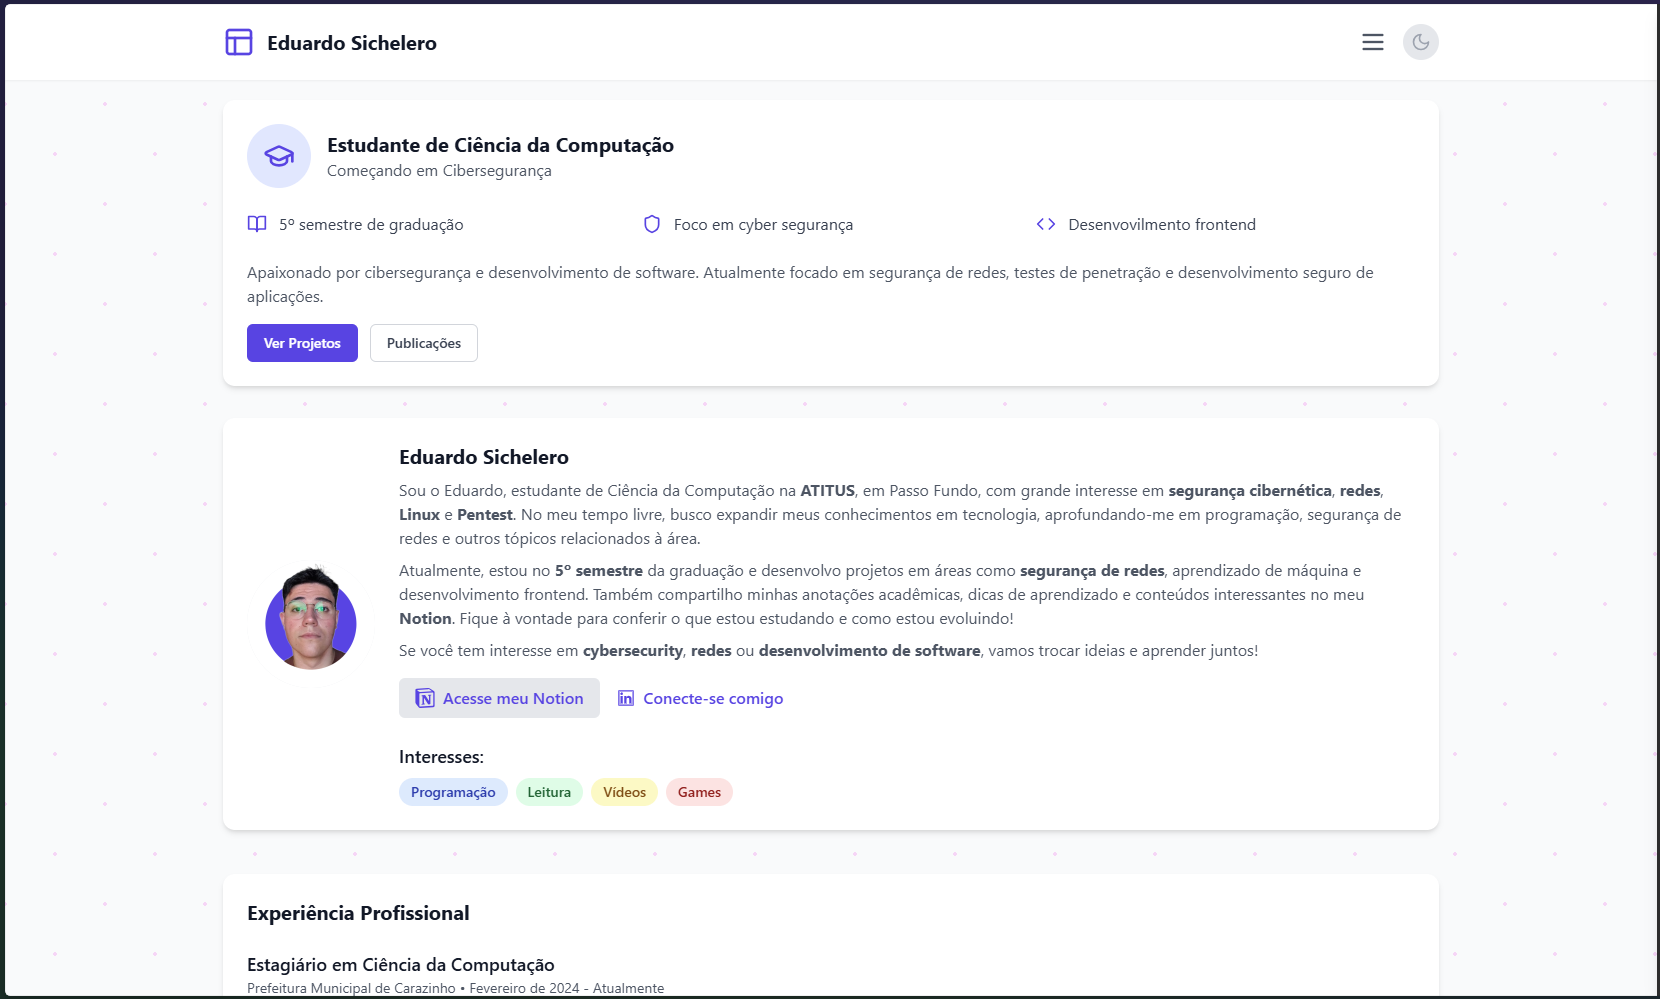 Eduardo Sichelero
Estudante de Ciência da Computação
Começando em Cibersegurança
5º semestre de graduação
Foco em cyber segurança
Desenvovilmento frontend
Apaixonado por cibersegurança e desenvolvimento de software. Atualmente focado em segurança de redes, testes de penetração e desenvolvimento seguro de
aplicações.
Ver Projetos
Publicações
Eduardo Sichelero
Sou o Eduardo, estudante de Ciência da Computação na ATITUS, em Passo Fundo, com grande interesse em segurança cibernética, redes,
Linux e Pentest. No meu tempo livre, busco expandir meus conhecimentos em tecnologia, aprofundando-me em programação, segurança de
redes e outros tópicos relacionados à área.
Atualmente, estou no 5º semestre da graduação e desenvolvo projetos em áreas como segurança de redes, aprendizado de máquina e
desenvolvimento frontend. Também compartilho minhas anotações acadêmicas, dicas de aprendizado e conteúdos interessantes no meu
Notion. Fique à vontade para conferir o que estou estudando e como estou evoluindo!
Se você tem interesse em cybersecurity, redes ou desenvolvimento de software, vamos trocar ideias e aprender juntos!
Acesse meu Notion
Conecte-se comigo
Interesses:
Programação
Leitura
Vídeos
Games
Experiência Profissional
Estagiário em Ciência da Computação
Prefeitura Municipal de Carazinho • Fevereiro de 2024 - Atualmente